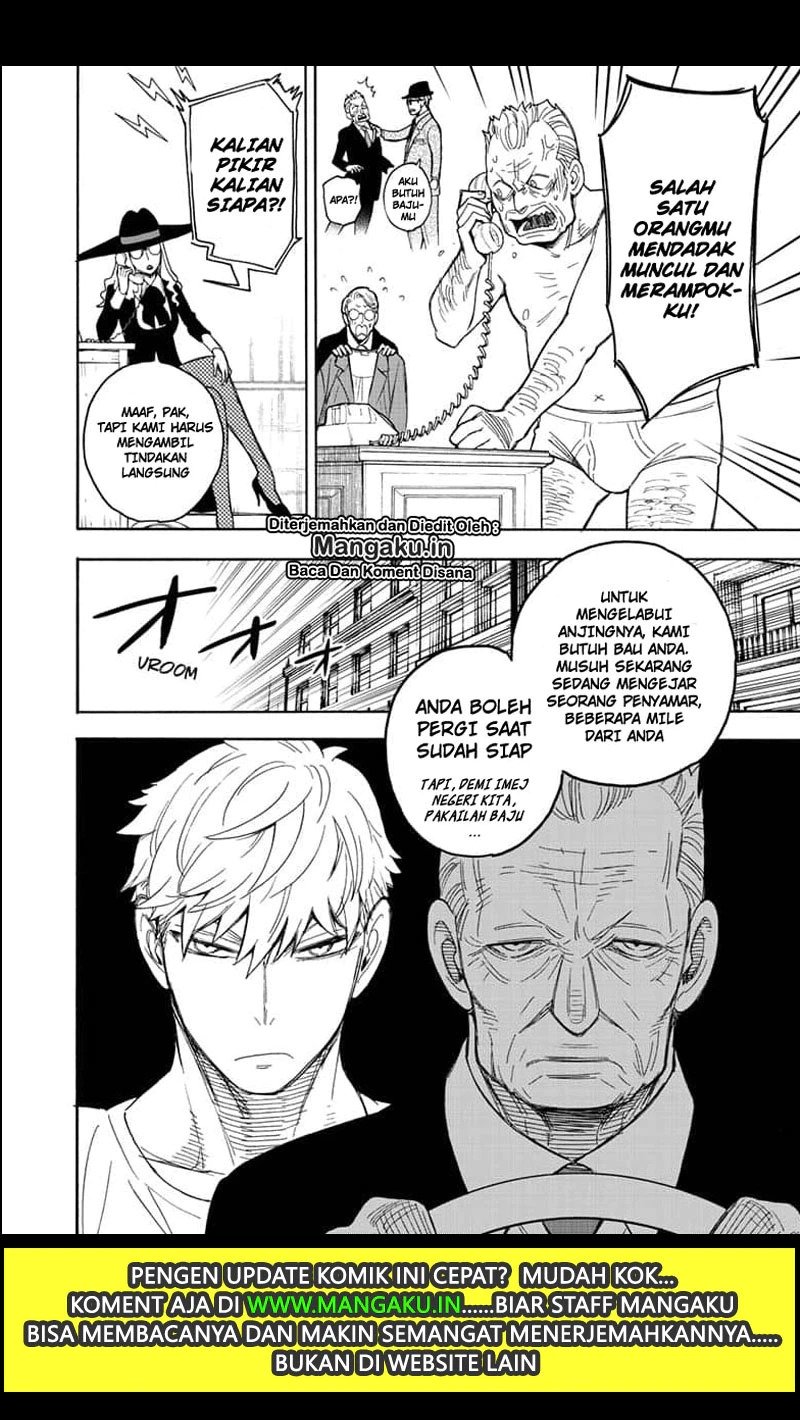 SALAH
SATU
ORANGMU
MENDADAK
MUNCUL DAN
MERAMPOK-
KU!
AKU
BUTUH
BAJU-
MU
APA?!
KALIAN
PIKIR
KALIAN
SIAPA?!
MAAF, PAK,
TAPI KAMI HARUS
MENGAMBIL
TINDAKAN
LANGSUNG
Diterjemahkan dan Diedit Oleh :
Mangaku.in
Baca Dan Koment Disana
UNTUK
MENGELABUI
ANJINGNYA, KAMI
BUTUH BAU ANDA.
MUSUH SEKARANG
SEDANG MENGEJAR
SEORANG PENYAMAR,
BEBERAPA MILE
DARI ANDA
ANDA BOLEH
PERGI SAAT
SUDAH SIAP
TAPI, DEMI IMEJ
NEGERI KITA,
PAKAILAH BAJU
...
オオオ
VROOM
PENGEN UPDATE KOMIK INI CEPAT? MUDAH KOK...
KOMENT AJA DI WWW.MANGAKU.IN......BIAR STAFF MANGAKU
BISA MEMBACANYA DAN MAKIN SEMANGAT MENERJEMAHKANNYA.....
BUKAN DI WEBSITE LAIN